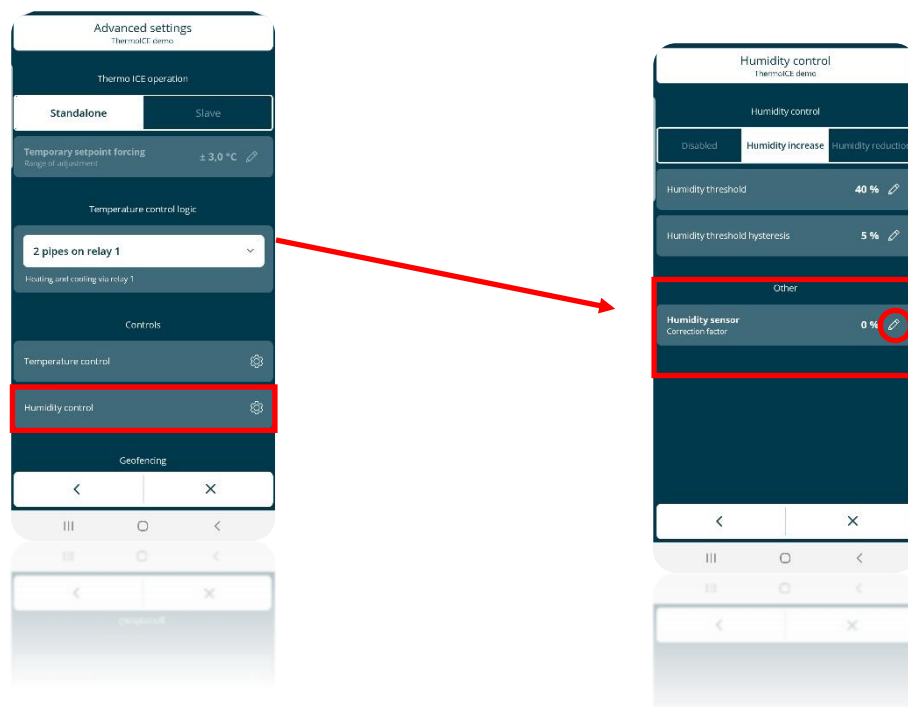 Advanced settings
ThermoICE demo
Thermo ICE operation
Standalone
Slave
Temporary setpoint forcing
Range of adjustment
± 3,0 °C
Temperature control logic
2 pipes on relay 1
Heating and cooling via relay 1
Controls
Temperature control
Humidity control
Geofencing
Humidity control
ThermoICE demo
Humidity control
Disabled
Humidity increase
Humidity reduction
Humidity threshold
40 %
Humidity threshold hysteresis
5 %
Other
Humidity sensor
Correction factor
0 %